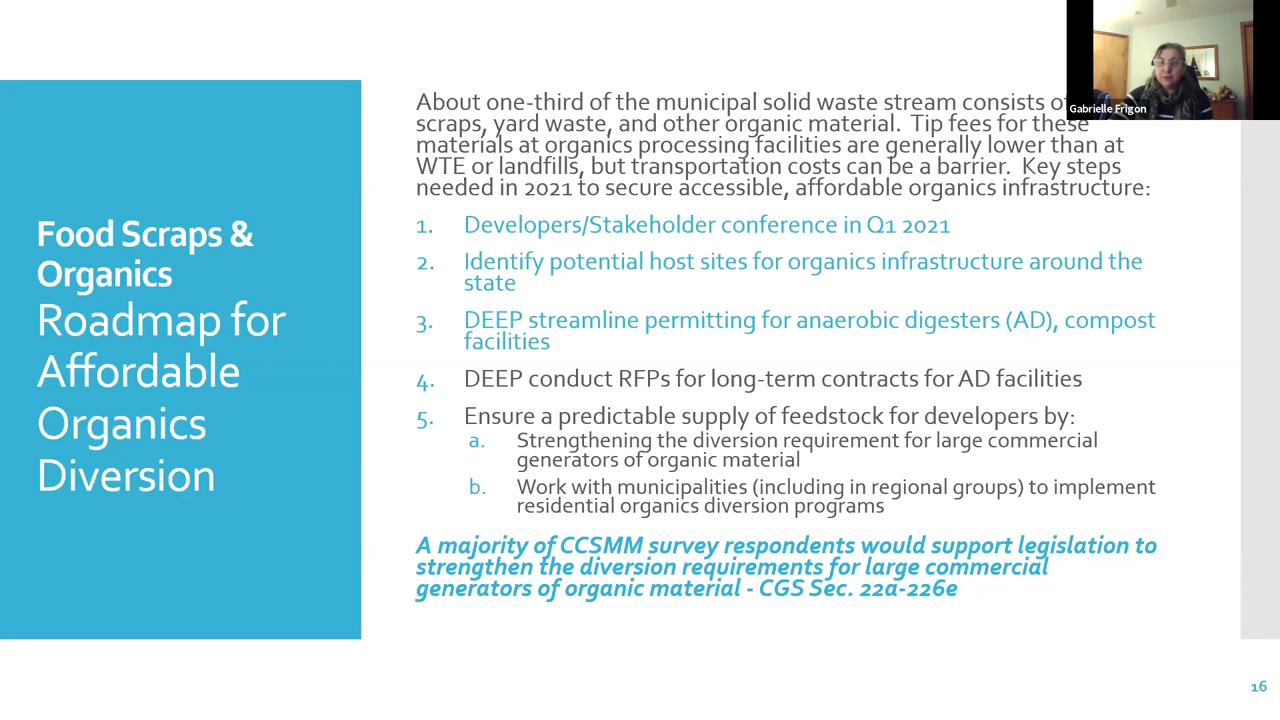 Gabrielle Frigon
Food Scraps &
Organics
Roadmap for
Affordable
Organics
Diversion
About one-third of the municipal solid waste stream consists of
scraps, yard waste, and other organic material. Tip fees for these
materials at organics processing facilities are generally lower than at
WTE or landfills, but transportation costs can be a barrier. Key steps
needed in 2021 to secure accessible, affordable organics infrastructure:
1. Developers/Stakeholder conference in Q1 2021
2. Identify potential host sites for organics infrastructure around the
state
3. DEEP streamline permitting for anaerobic digesters (AD), compost
facilities
4. DEEP conduct RFPs for long-term contracts for AD facilities
5. Ensure a predictable supply of feedstock for developers by:
a. Strengthening the diversion requirement for large commercial
generators of organic material
b. Work with municipalities (including in regional groups) to implement
residential organics diversion programs
A majority of CCSMM survey respondents would support legislation to
strengthen the diversion requirements for large commercial
generators of organic material - CGS Sec. 22a-226e
16